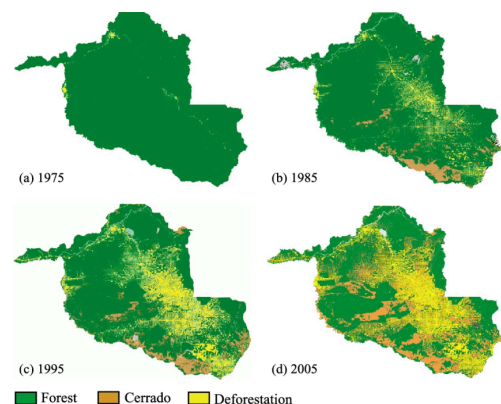 (a) 1975
(b) 1985
(c) 1995
(d) 2005
Forest Cerrado Deforestation